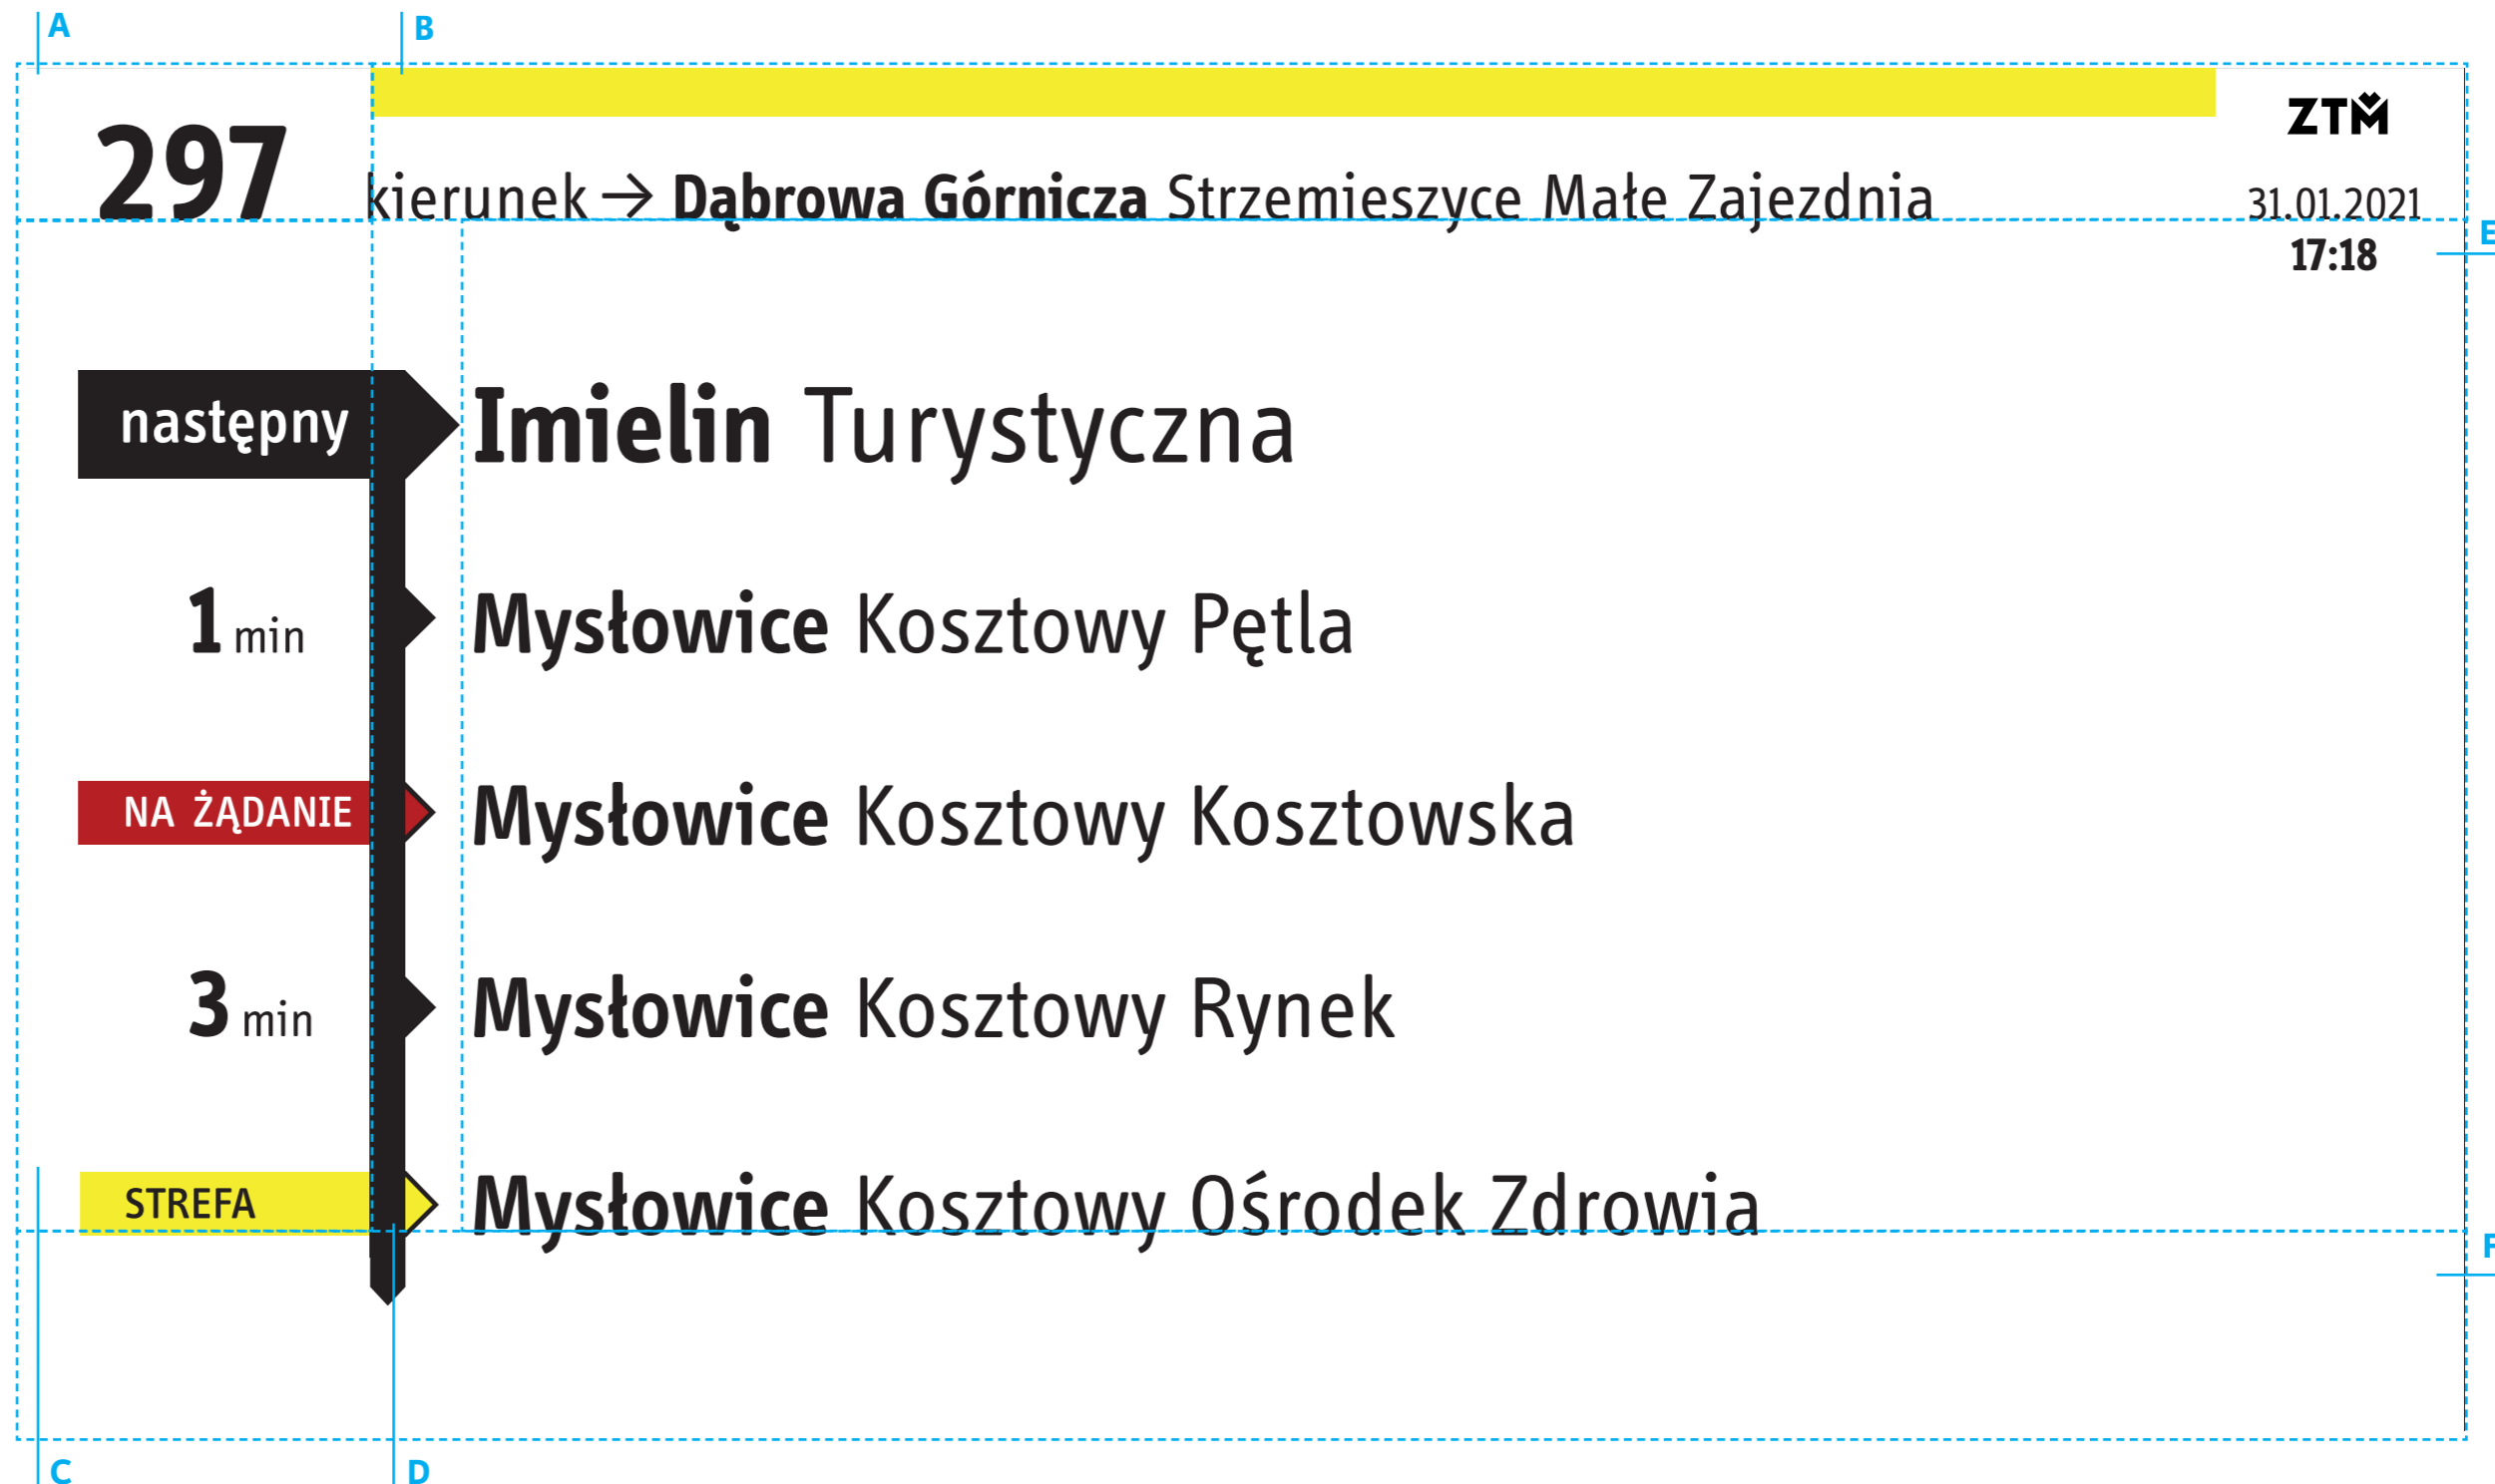 A B
297 kierunek → Dąbrowa Górnicza Strzemieszyce Małe Zajezdnia
ZTM
31.01.2021
17:18
E
następny Imielin Turystyczna
1 min Mysłowice Kosztowy Pętla
NA ŻĄDANIE Mysłowice Kosztowy Kosztowska
3 min Mysłowice Kosztowy Rynek
STREFA Mysłowice Kosztowy Ośrodek Zdrowia
F
C D